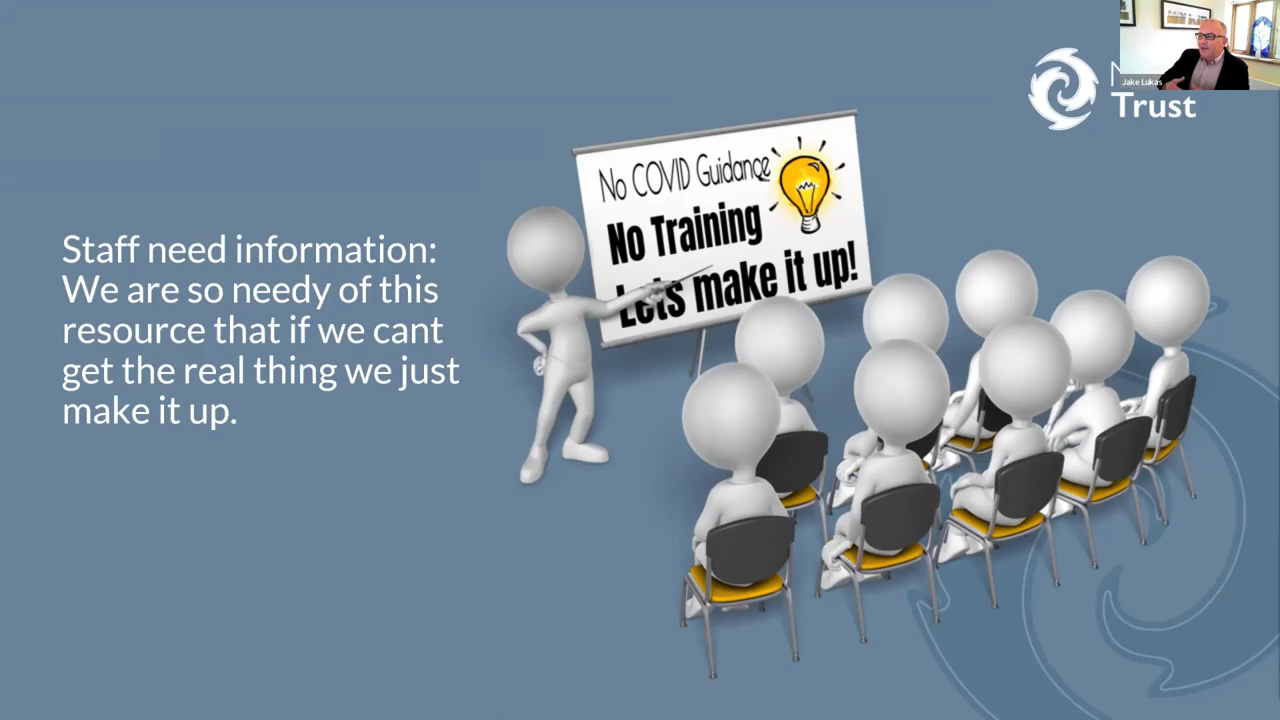 Staff need information:
We are so needy of this
resource that if we cant
get the real thing we just
make it up.
No COVID Guidance
No Training
Lets make it up!
Trust
Jake Lukas